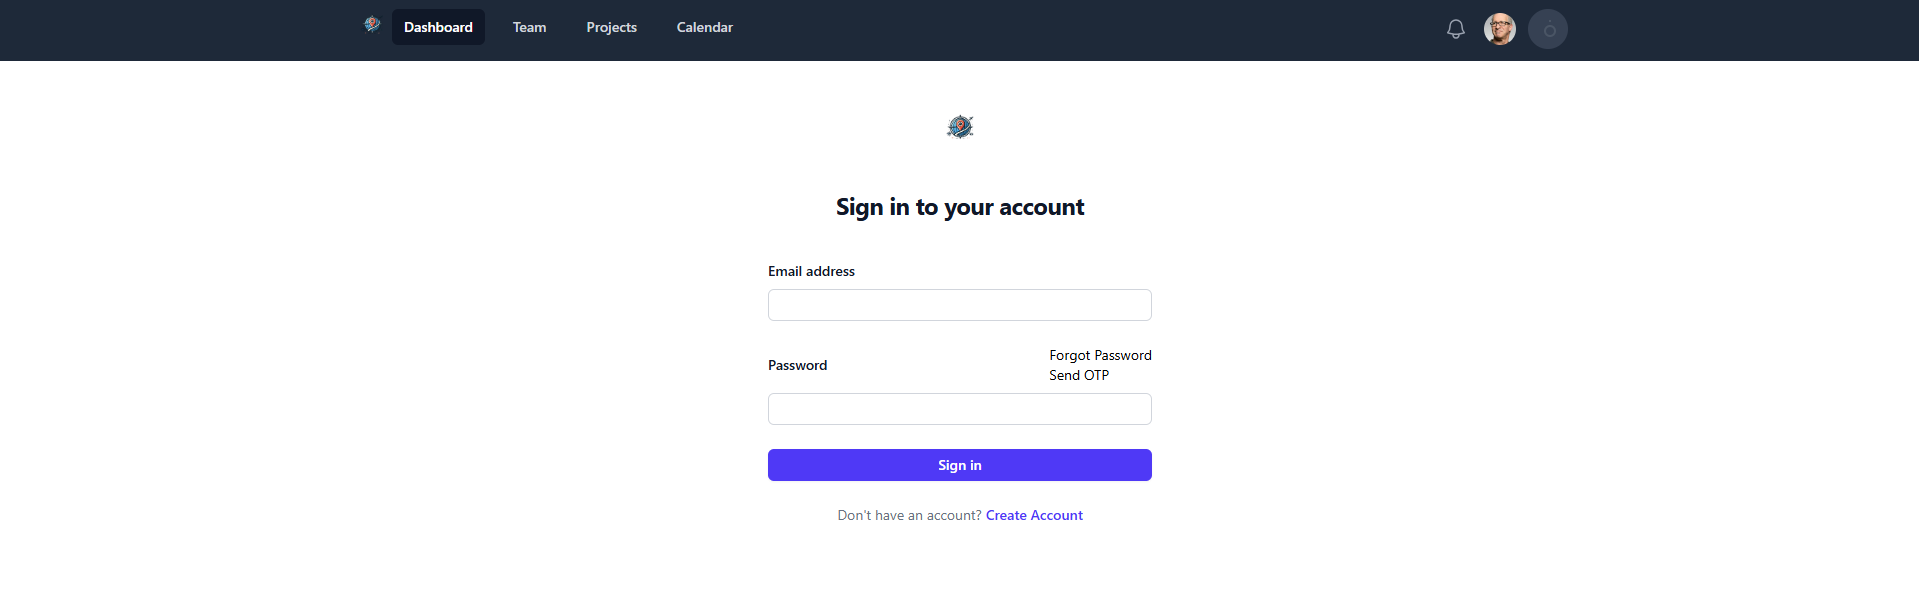 Dashboard Team Projects Calendar
Sign in to your account
Email address
Password
Forgot Password
Send OTP
Sign in
Don't have an account? Create Account